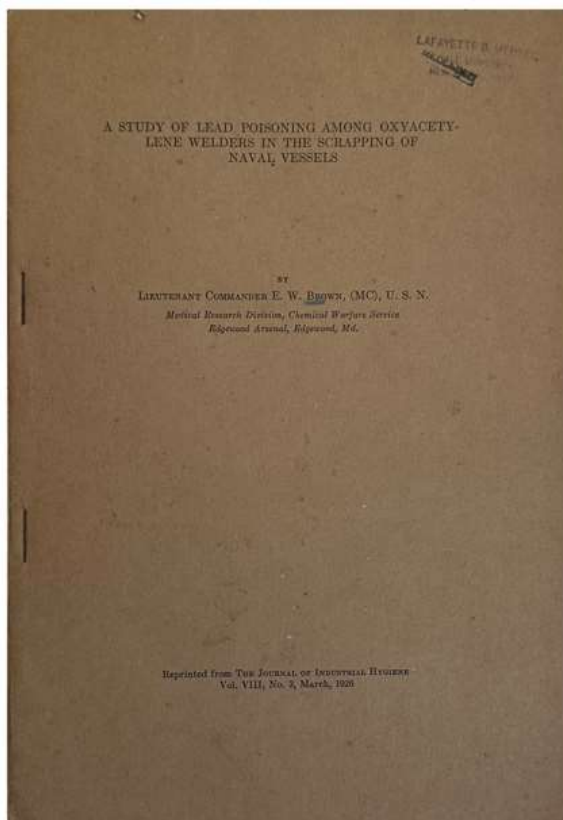 LAFAYETTE B.
A STUDY OF LEAD POISONING AMONG OXYACETY-
LENE WELDERS IN THE SCRAPPING OF
NAVAL VESSELS
BY
LIEUTENANT COMMANDER E. W. BROWN, (MC), U. S. N.
Medical Research Division, Chemical Warfare Service
Edgewood Arsenal, Edgewood, Md.
Reprinted from THE JOURNAL OF INDUSTRIAL HYGIENE
Vol. VIII, No. 3, March, 1926